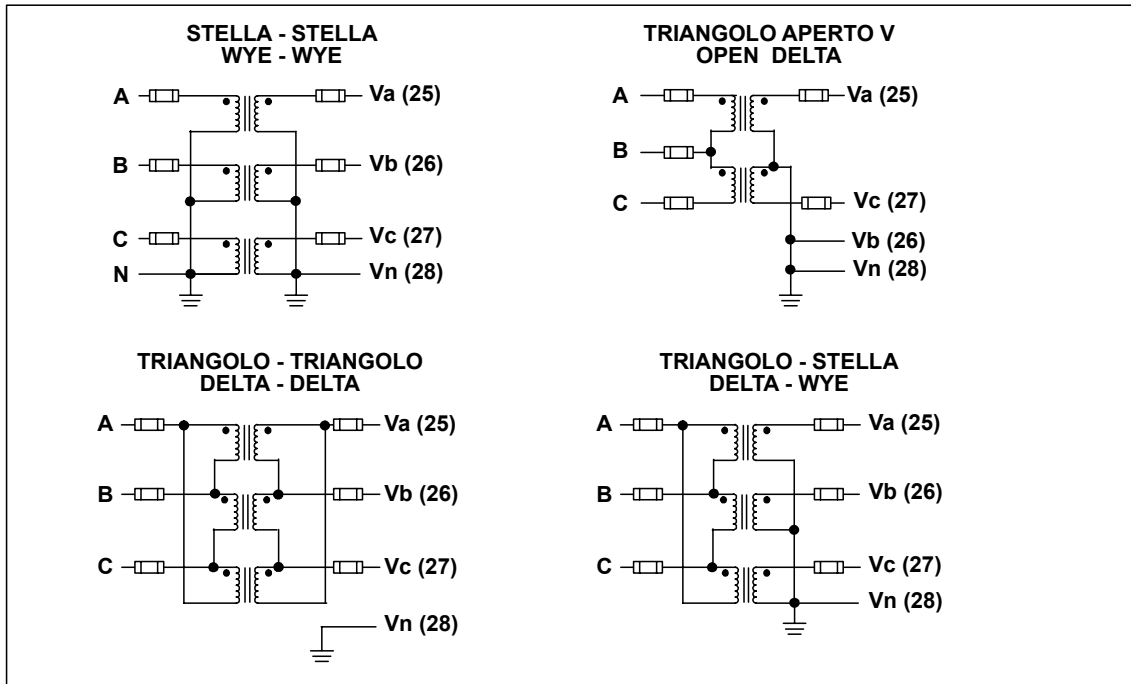 STELLA - STELLA
WYE - WYE
A
Va (25)
B
Vb (26)
C
Vc (27)
N
Vn (28)
TRIANGOLO APERTO V
OPEN DELTA
A
Va (25)
B
C
Vc (27)
Vb (26)
Vn (28)
TRIANGOLO - TRIANGOLO
DELTA - DELTA
A
Va (25)
B
Vb (26)
C
Vc (27)
Vn (28)
TRIANGOLO - STELLA
DELTA - WYE
A
Va (25)
B
Vb (26)
C
Vc (27)
Vn (28)